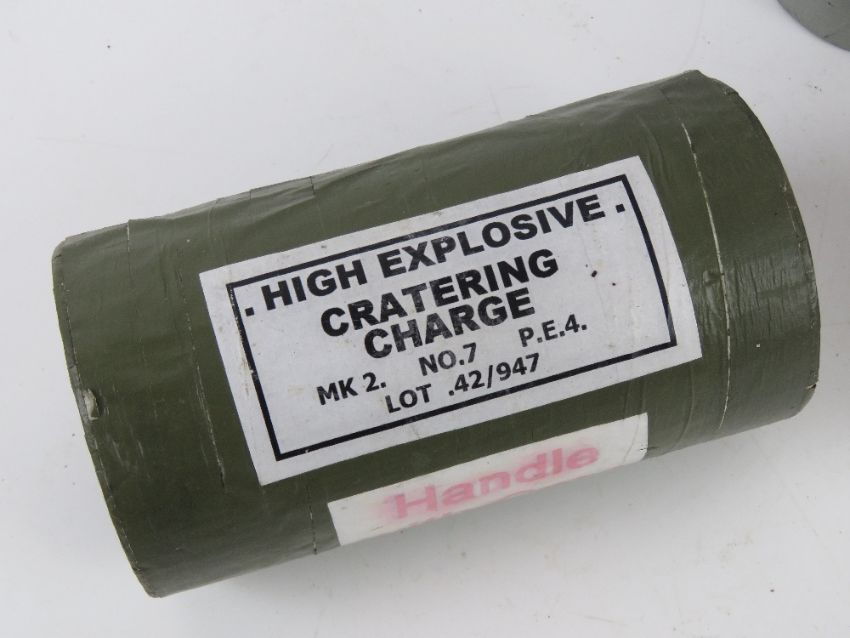 . HIGH EXPLOSIVE .
CRATERING
CHARGE
MK 2. NO.7 P.E.4.
LOT .42/947
Handle